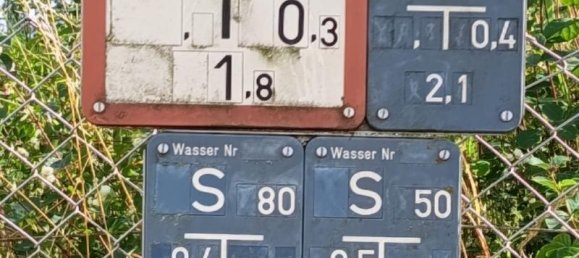 0,3
1,8
0,4
2,1
Wasser Nr
S 80
Wasser Nr
S 50